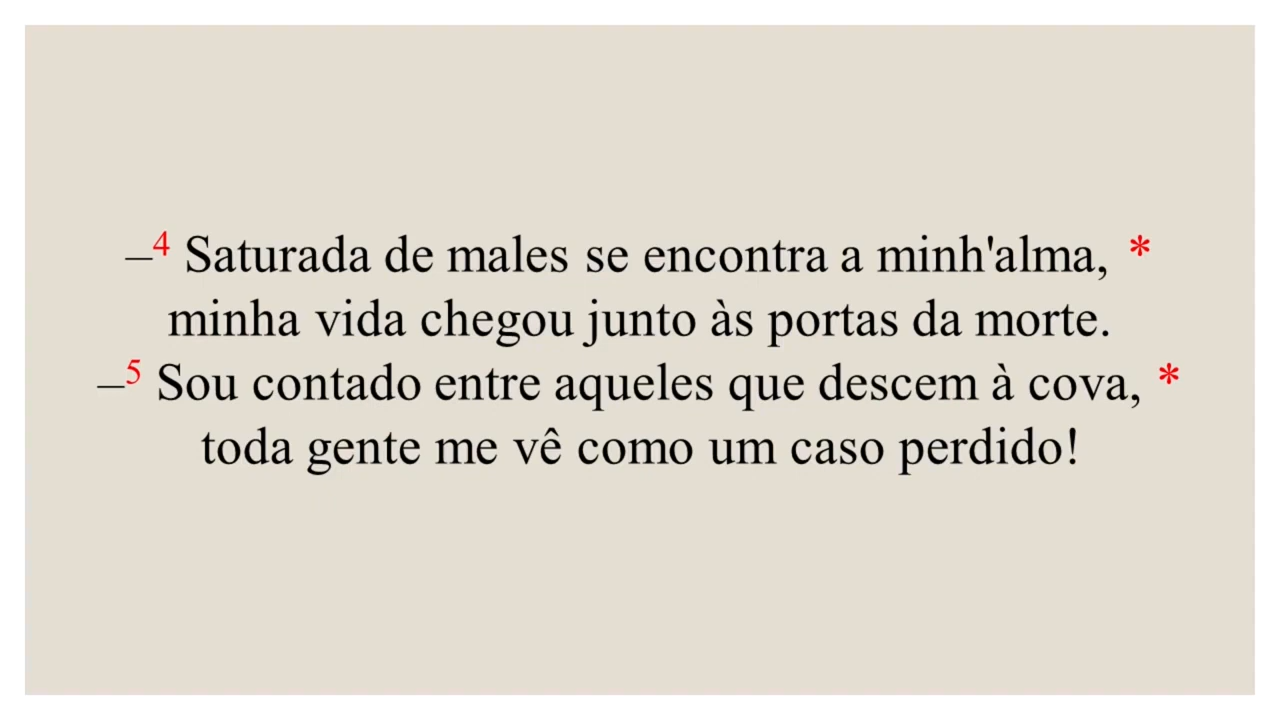 –⁴ Saturada de males se encontra a minh'alma, *
minha vida chegou junto às portas da morte.
–⁵ Sou contado entre aqueles que descem à cova, *
toda gente me vê como um caso perdido!